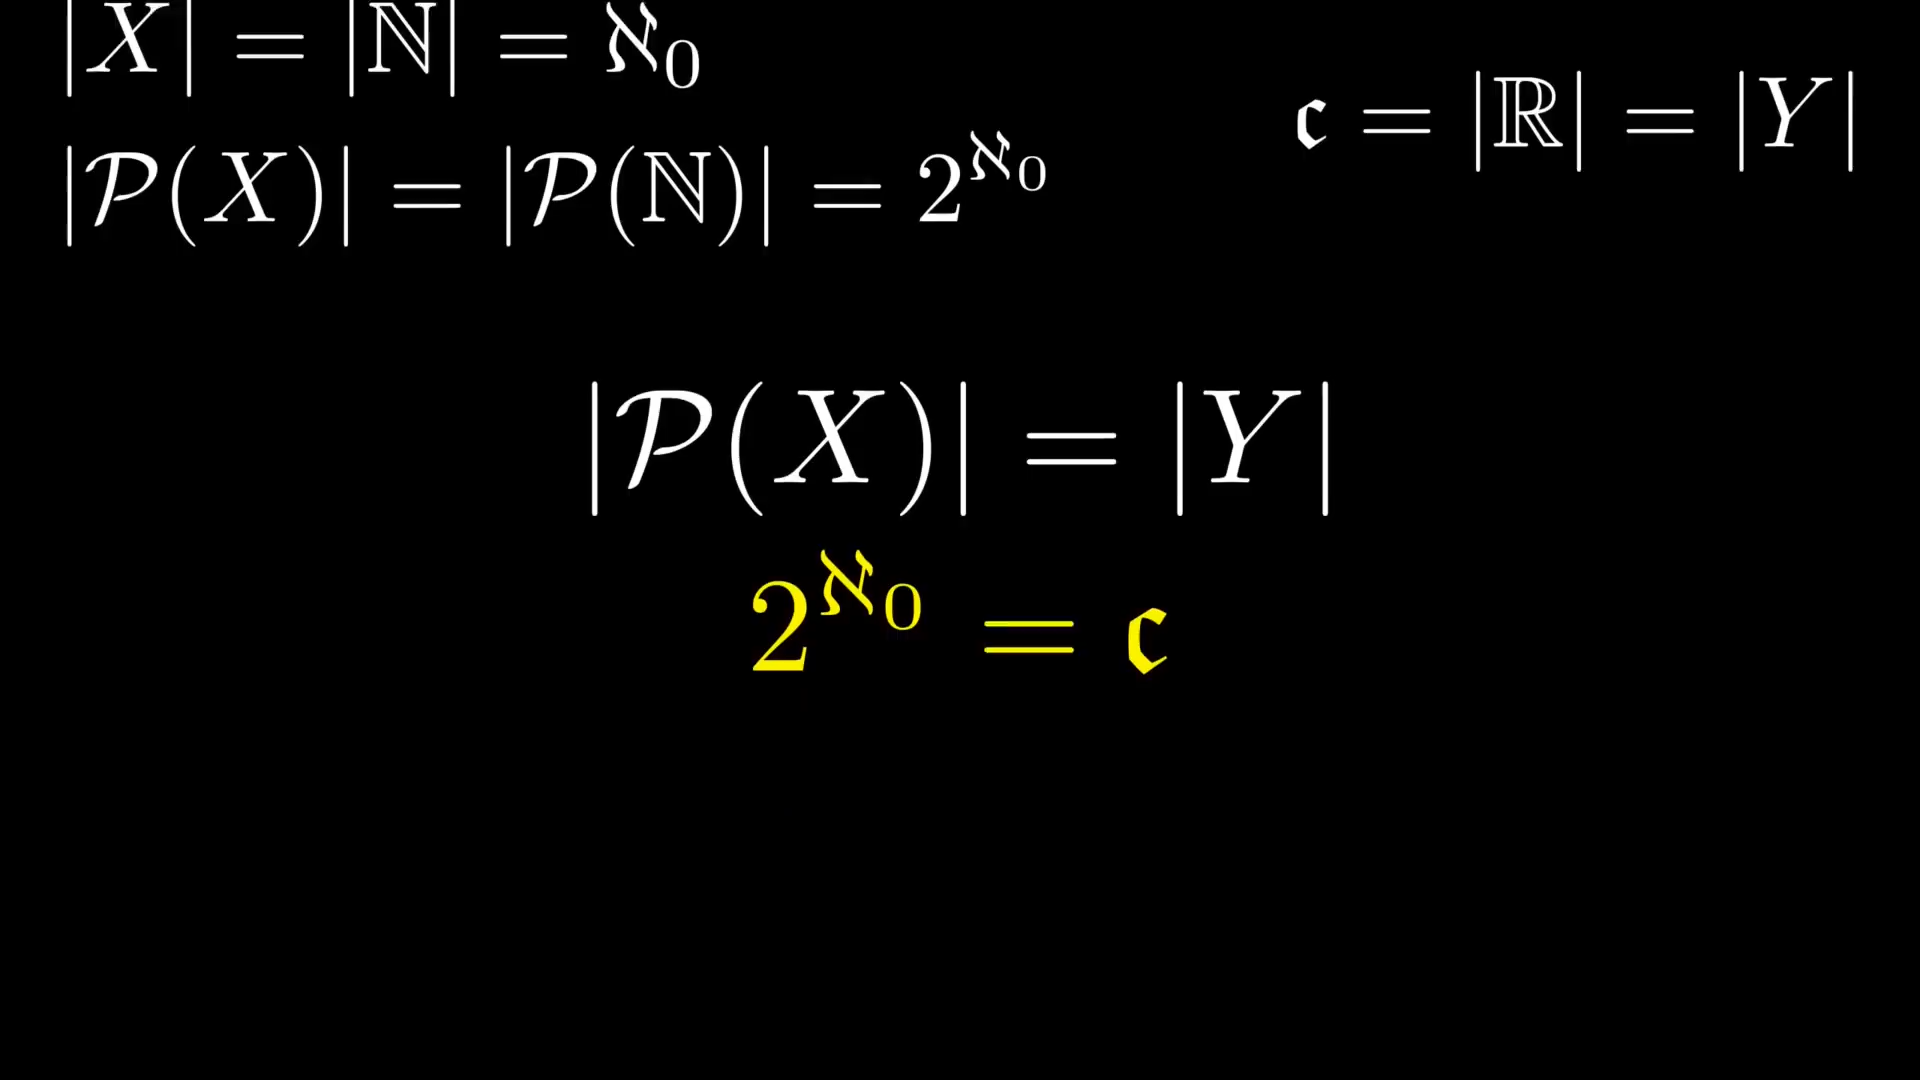 |X| = |ℕ| = ℵ₀
𝔠 = |ℝ| = |Y|
|𝒫(X)| = |𝒫(ℕ)| = 2^ℵ₀
|𝒫(X)| = |Y|
2^ℵ₀ = 𝔠